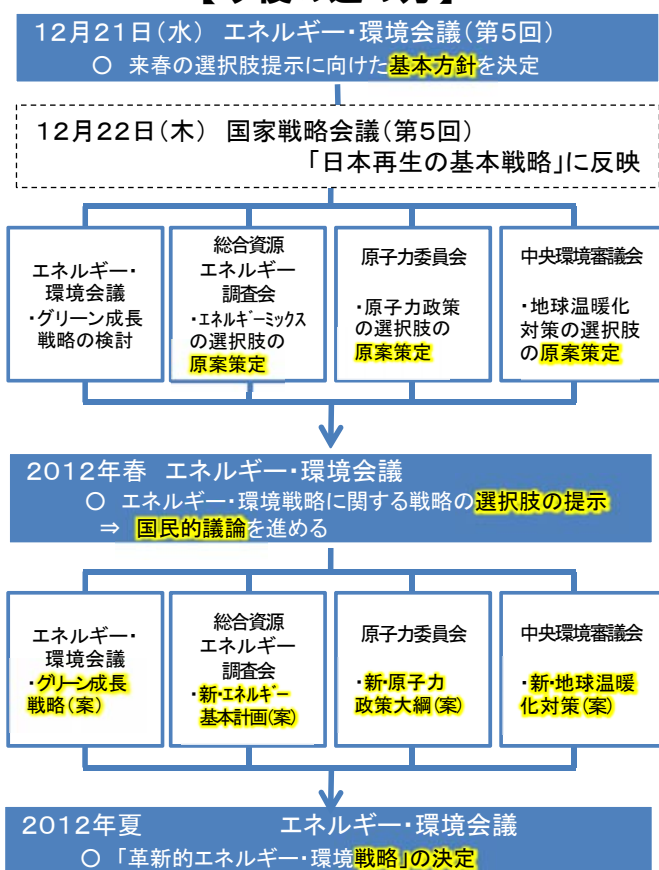 12月21日(水) エネルギー・環境会議(第5回)
○ 来春の選択肢提示に向けた基本方針を決定
12月22日(木) 国家戦略会議(第5回)
「日本再生の基本戦略」に反映
エネルギー・
環境会議
・グリーン成長
戦略の検討
総合資源
エネルギー
調査会
・エネルギーミックス
の選択肢の
原案策定
原子力委員会
・原子力政策
の選択肢の
原案策定
中央環境審議会
・地球温暖化
対策の選択肢
の原案策定
2012年春 エネルギー・環境会議
○ エネルギー・環境戦略に関する戦略の選択肢の提示
⇒ 国民的議論を進める
エネルギー・
環境会議
・グリーン成長
戦略(案)
総合資源
エネルギー
調査会
・新・エネルギー
基本計画(案)
原子力委員会
・新・原子力
政策大綱(案)
中央環境審議会
・新・地球温暖
化対策(案)
2012年夏 エネルギー・環境会議
○ 「革新的エネルギー・環境戦略」の決定